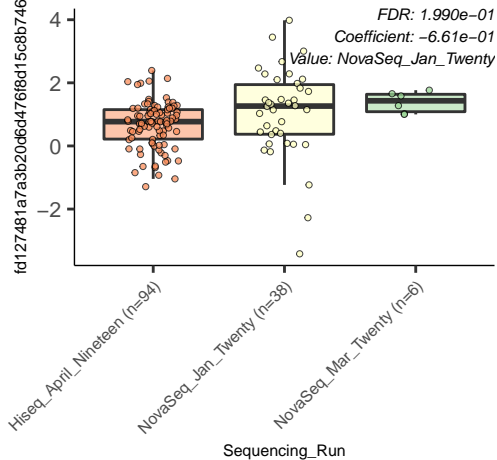 FDR: 1.990e−01
Coefficient: −6.61e−01
Value: NovaSeq_Jan_Twenty
fd127481a7a3b20d6d476f8d15c8b746
4
2
0
−2
Hiseq_April_Nineteen (n=94)
NovaSeq_Jan_Twenty (n=38)
NovaSeq_Mar_Twenty (n=6)
Sequencing_Run